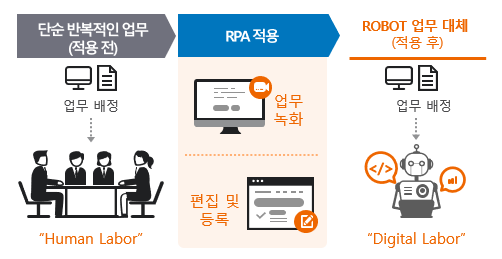 단순 반복적인 업무
(적용 전)
RPA 적용
ROBOT 업무 대체
(적용 후)
업무 배정
업무
녹화
편집 및
등록
업무 배정
</>
“Human Labor”
“Digital Labor”